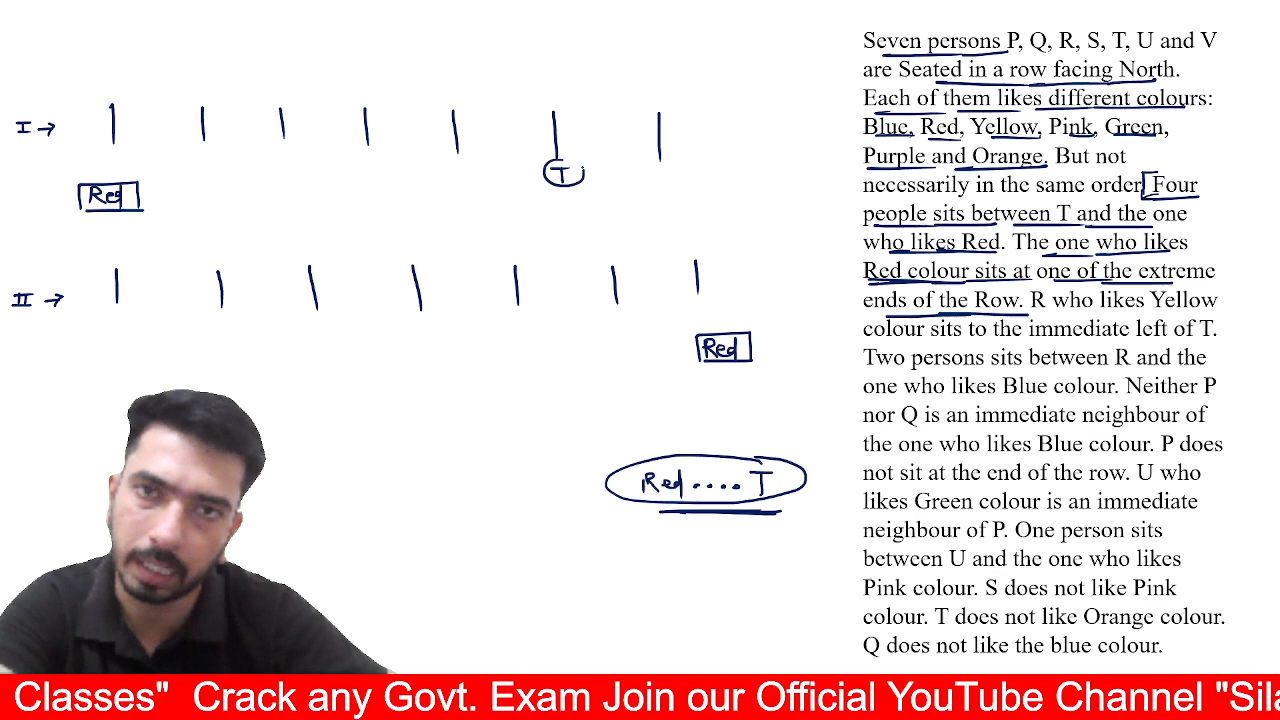 Seven persons P, Q, R, S, T, U and V
are Seated in a row facing North.
Each of them likes different colours:
Blue, Red, Yellow, Pink, Green,
Purple and Orange. But not
necessarily in the same order. Four
people sits between T and the one
who likes Red. The one who likes
Red colour sits at one of the extreme
ends of the Row. R who likes Yellow
colour sits to the immediate left of T.
Two persons sits between R and the
one who likes Blue colour. Neither P
nor Q is an immediate neighbour of
the one who likes Blue colour. P does
not sit at the end of the row. U who
likes Green colour is an immediate
neighbour of P. One person sits
between U and the one who likes
Pink colour. S does not like Pink
colour. T does not like Orange colour.
Q does not like the blue colour.
I →
T
Red
II →
Red
Red .... T
Classes" Crack any Govt. Exam Join our Official YouTube Channel "Sila